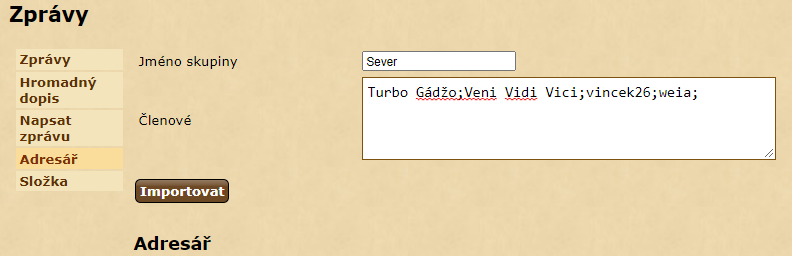 Zprávy
Zprávy
Hromadný
dopis
Napsat
zprávu
Adresář
Složka
Jméno skupiny
Sever
Členové
Turbo Gádžo;Veni Vidi Vici;vincek26;weia;
Importovat
Adresář